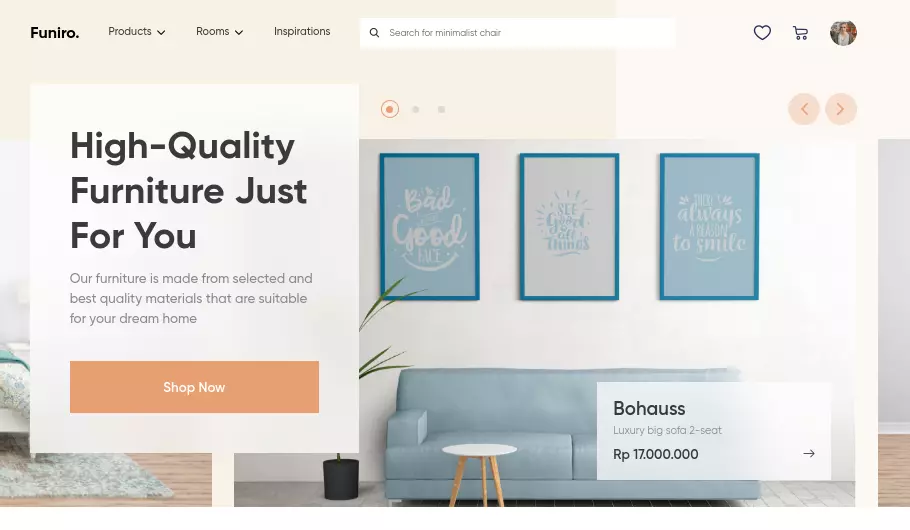 Funiro.
Products
Rooms
Inspirations
Search for minimalist chair
High-Quality
Furniture Just
For You
Our furniture is made from selected and
best quality materials that are suitable
for your dream home
Shop Now
Bad
Good
FACE
SEE
Good
all
THINGS
always
A REASON
to smile
Bohauss
Luxury big sofa 2-seat
Rp 17.000.000